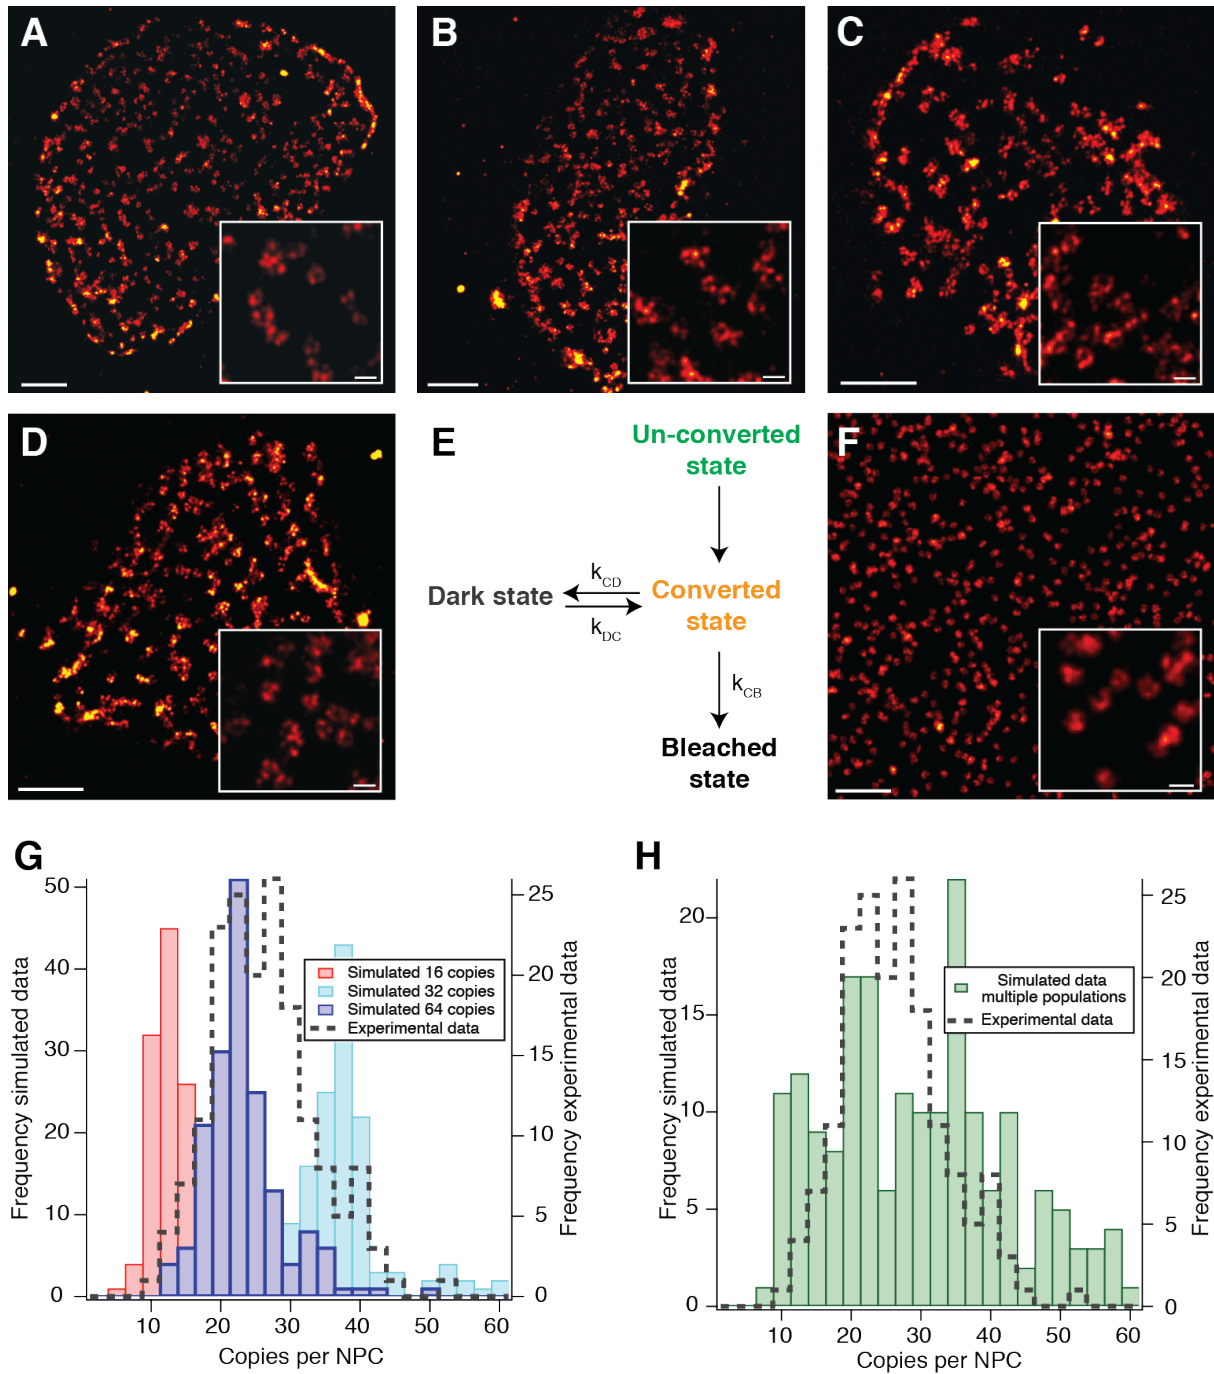 A
B
C
D
E
Un-converted
state
k_CD
Dark state
Converted
state
k_DC
k_CB
Bleached
state
F
G
Frequency simulated data
50
40
30
20
10
0
10
20
30
40
50
60
Copies per NPC
25
20
15
10
5
0
Frequency experimental data
Simulated 16 copies
Simulated 32 copies
Simulated 64 copies
Experimental data
H
Frequency simulated data
20
15
10
5
0
10
20
30
40
50
60
Copies per NPC
25
20
15
10
5
0
Frequency experimental data
Simulated data
multiple populations
Experimental data